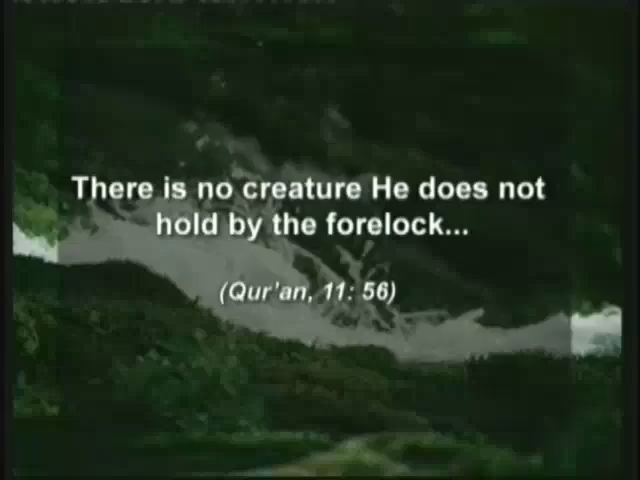 There is no creature He does not
hold by the forelock...
(Qur'an, 11: 56)